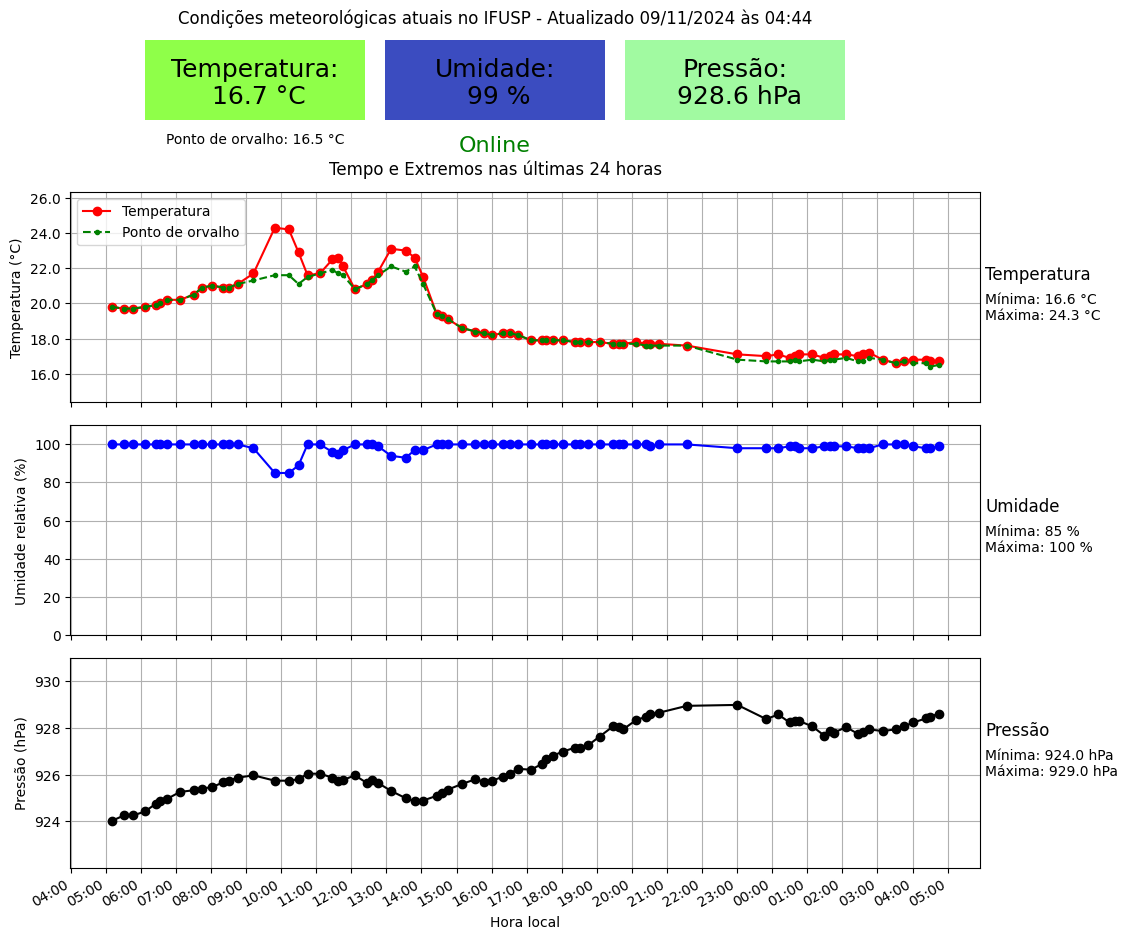 Condições meteorológicas atuais no IFUSP - Atualizado 09/11/2024 às 04:44
Temperatura:
16.7 °C
Umidade:
99 %
Pressão:
928.6 hPa
Ponto de orvalho: 16.5 °C
Online
Tempo e Extremos nas últimas 24 horas
Temperatura (°C)
26.0
24.0
22.0
20.0
18.0
16.0
Temperatura
Ponto de orvalho
Temperatura
Mínima: 16.6 °C
Máxima: 24.3 °C
Umidade relativa (%)
100
80
60
40
20
0
Umidade
Mínima: 85 %
Máxima: 100 %
Pressão (hPa)
930
928
926
924
Pressão
Mínima: 924.0 hPa
Máxima: 929.0 hPa
04:00 05:00 06:00 07:00 08:00 09:00 10:00 11:00 12:00 13:00 14:00 15:00 16:00 17:00 18:00 19:00 20:00 21:00 22:00 23:00 00:00 01:00 02:00 03:00 04:00 05:00
Hora local